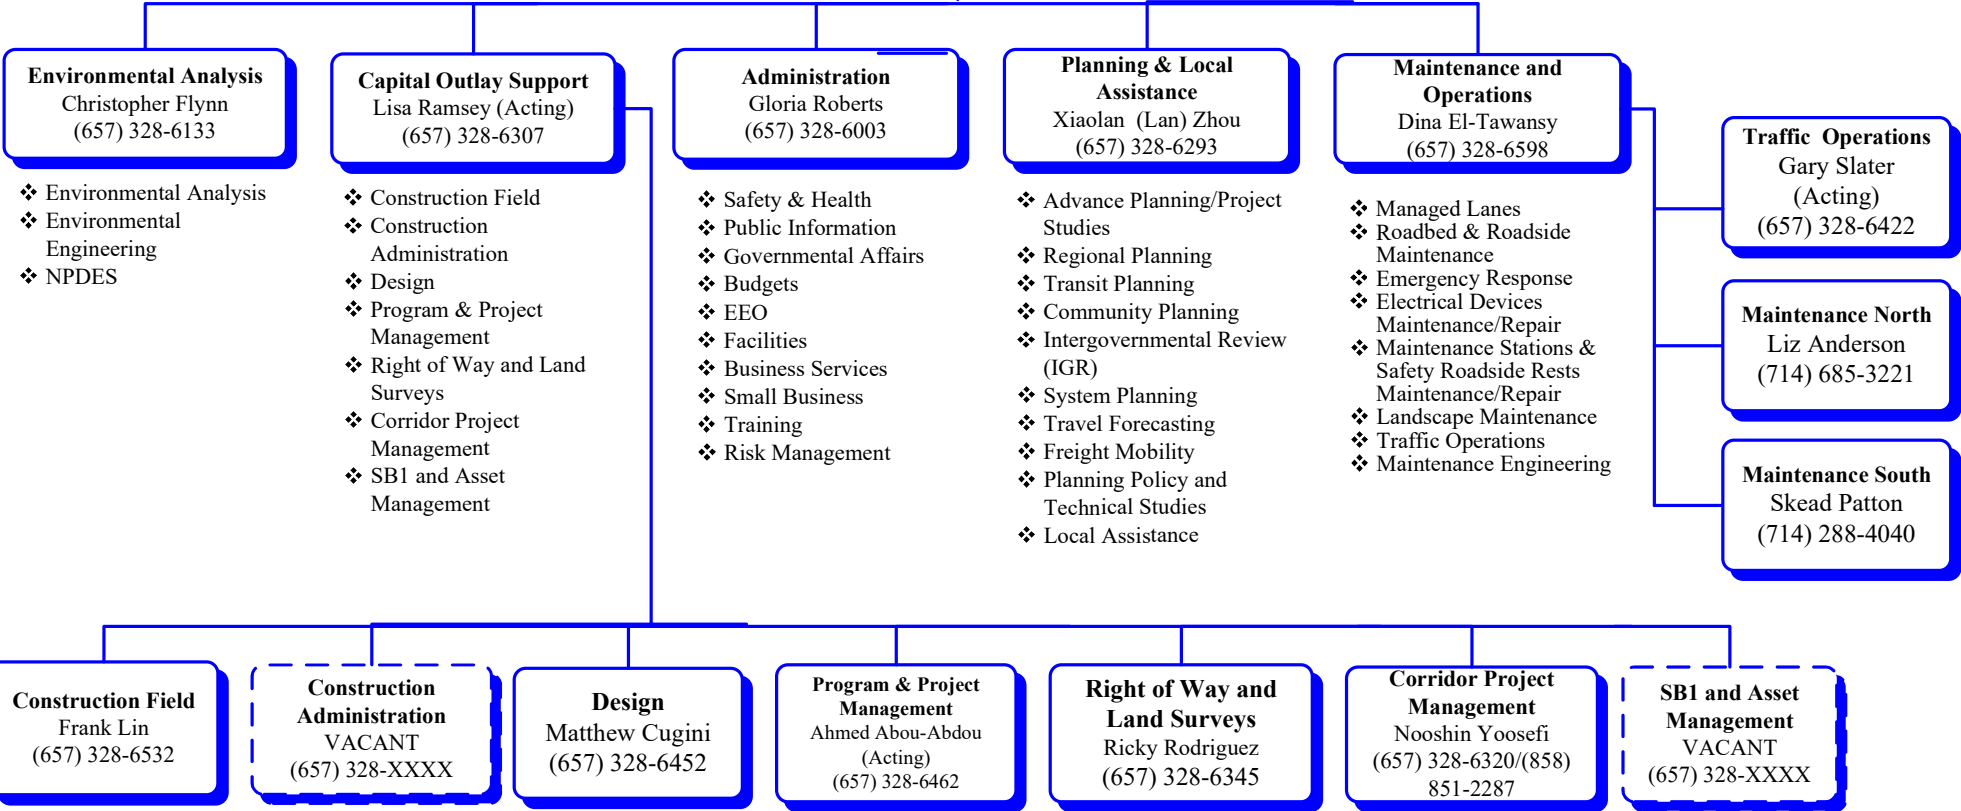 Environmental Analysis
Christopher Flynn
(657) 328-6133
❖ Environmental Analysis
❖ Environmental
Engineering
❖ NPDES
Capital Outlay Support
Lisa Ramsey (Acting)
(657) 328-6307
❖ Construction Field
❖ Construction
Administration
❖ Design
❖ Program & Project
Management
❖ Right of Way and Land
Surveys
❖ Corridor Project
Management
❖ SB1 and Asset
Management
Administration
Gloria Roberts
(657) 328-6003
❖ Safety & Health
❖ Public Information
❖ Governmental Affairs
❖ Budgets
❖ EEO
❖ Facilities
❖ Business Services
❖ Small Business
❖ Training
❖ Risk Management
Planning & Local
Assistance
Xiaolan (Lan) Zhou
(657) 328-6293
❖ Advance Planning/Project
Studies
❖ Regional Planning
❖ Transit Planning
❖ Community Planning
❖ Intergovernmental Review
(IGR)
❖ System Planning
❖ Travel Forecasting
❖ Freight Mobility
❖ Planning Policy and
Technical Studies
❖ Local Assistance
Maintenance and
Operations
Dina El-Tawansy
(657) 328-6598
❖ Managed Lanes
❖ Roadbed & Roadside
Maintenance
❖ Emergency Response
❖ Electrical Devices
Maintenance/Repair
❖ Maintenance Stations &
Safety Roadside Rests
Maintenance/Repair
❖ Landscape Maintenance
❖ Traffic Operations
❖ Maintenance Engineering
Traffic Operations
Gary Slater
(Acting)
(657) 328-6422
Maintenance North
Liz Anderson
(714) 685-3221
Maintenance South
Skead Patton
(714) 288-4040
Construction Field
Frank Lin
(657) 328-6532
Construction
Administration
VACANT
(657) 328-XXXX
Design
Matthew Cugini
(657) 328-6452
Program & Project
Management
Ahmed Abou-Abdou
(Acting)
(657) 328-6462
Right of Way and
Land Surveys
Ricky Rodriguez
(657) 328-6345
Corridor Project
Management
Nooshin Yoosefi
(657) 328-6320/(858)
851-2287
SB1 and Asset
Management
VACANT
(657) 328-XXXX